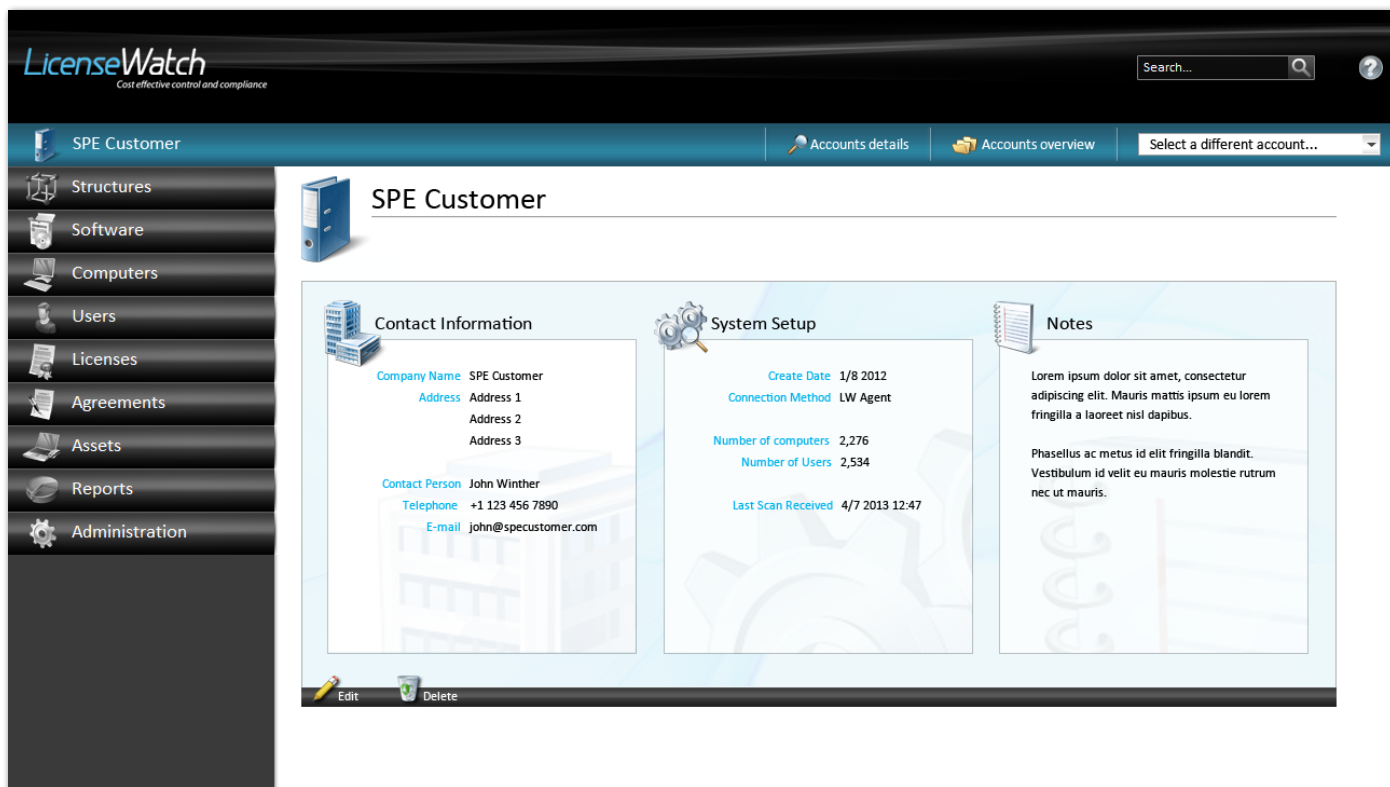 LicenseWatch
Cost effective control and compliance
Search...
?
SPE Customer
Accounts details
Accounts overview
Select a different account...
Structures
Software
Computers
Users
Licenses
Agreements
Assets
Reports
Administration
SPE Customer
Contact Information
Company Name SPE Customer
Address Address 1
Address 2
Address 3
Contact Person John Winther
Telephone +1 123 456 7890
E-mail john@specustomer.com
System Setup
Create Date 1/8 2012
Connection Method LW Agent
Number of computers 2,276
Number of Users 2,534
Last Scan Received 4/7 2013 12:47
Notes
Lorem ipsum dolor sit amet, consectetur
adipiscing elit. Mauris mattis ipsum eu lorem
fringilla a laoreet nisl dapibus.
Phasellus ac metus id elit fringilla blandit.
Vestibulum id velit eu mauris molestie rutrum
nec ut mauris.
Edit
Delete